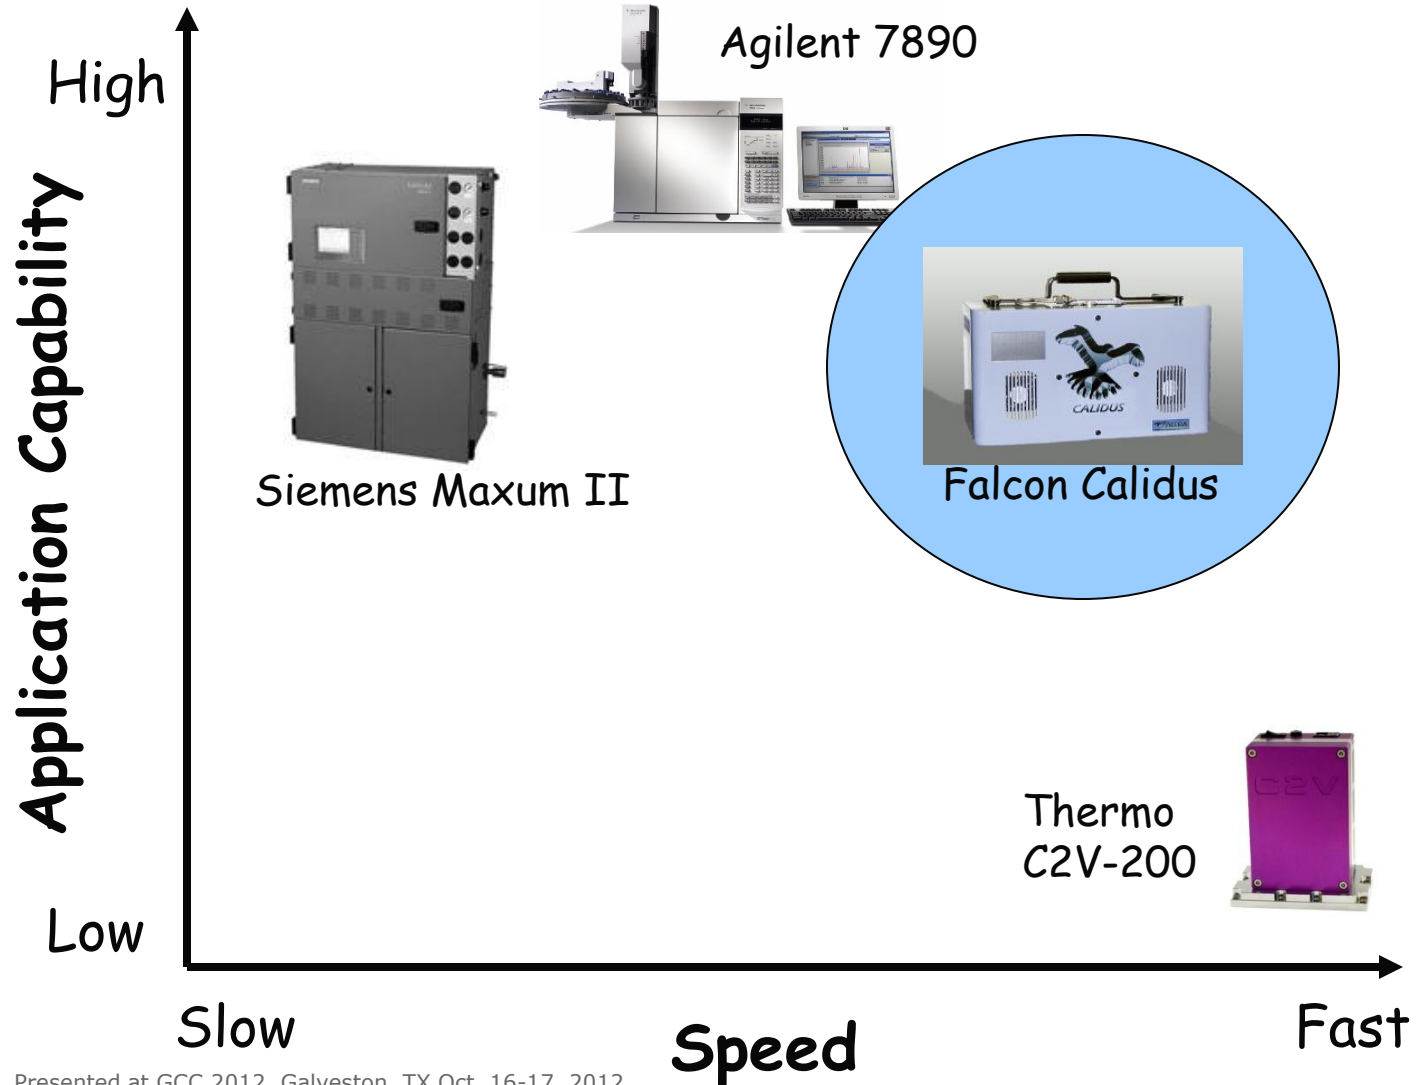 Agilent 7890
High
Application Capability
Siemens Maxum II
CALIDUS
FALCON
Falcon Calidus
C2V
Thermo
C2V-200
Low
Slow
Speed
Fast
Presented at GCC 2012, Galveston, TX Oct. 16-17, 2012